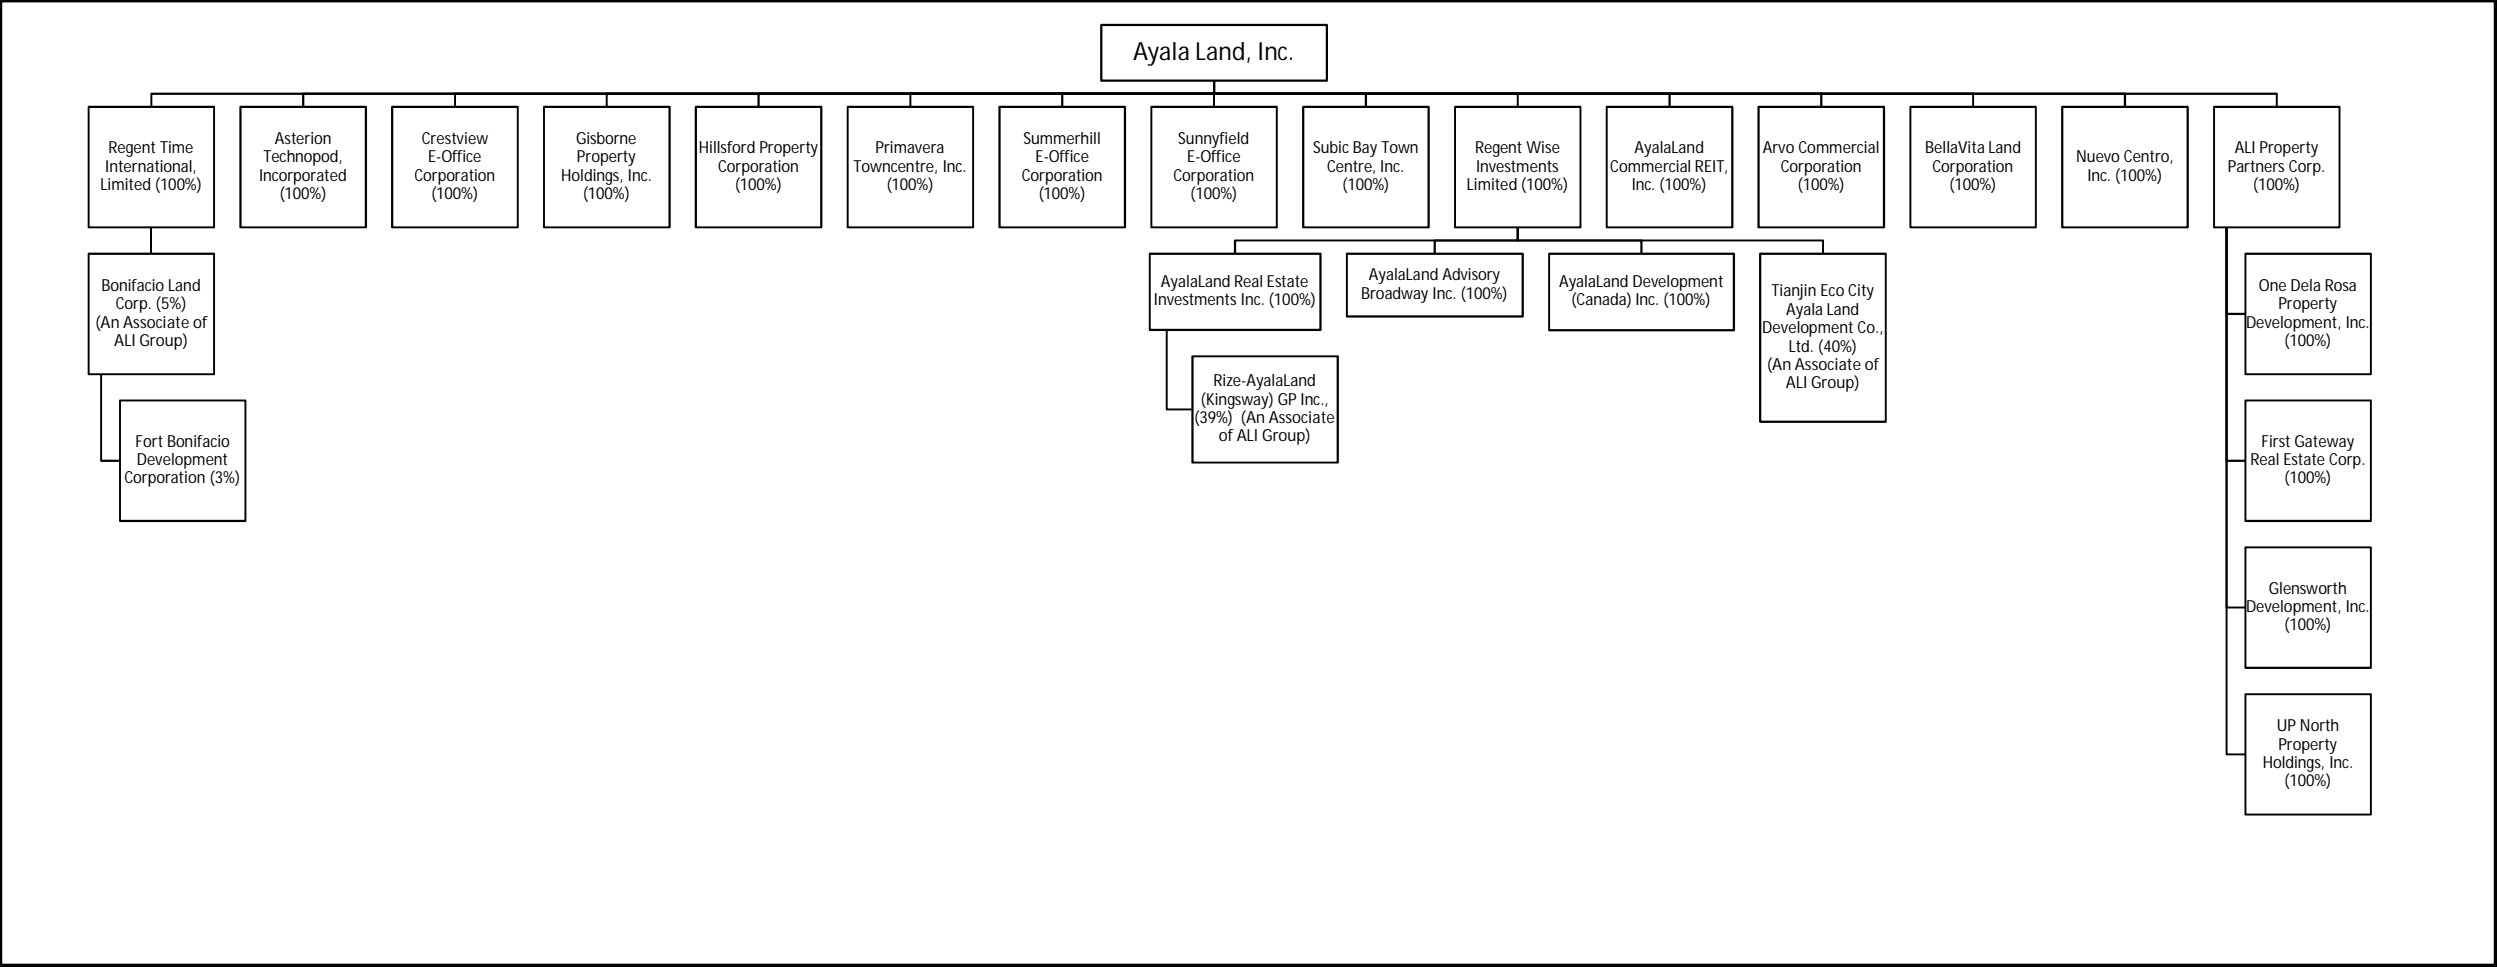 Ayala Land, Inc.
Regent Time
International,
Limited (100%)
Asterion
Technopod,
Incorporated
(100%)
Crestview
E-Office
Corporation
(100%)
Gisborne
Property
Holdings, Inc.
(100%)
Hillsford Property
Corporation
(100%)
Primavera
Towncentre, Inc.
(100%)
Summerhill
E-Office
Corporation
(100%)
Sunnyfield
E-Office
Corporation
(100%)
Subic Bay Town
Centre, Inc.
(100%)
Regent Wise
Investments
Limited (100%)
AyalaLand
Commercial REIT,
Inc. (100%)
Arvo Commercial
Corporation
(100%)
BellaVita Land
Corporation
(100%)
Nuevo Centro,
Inc. (100%)
ALI Property
Partners Corp.
(100%)
Bonifacio Land
Corp. (5%)
(An Associate of
ALI Group)
Fort Bonifacio
Development
Corporation (3%)
AyalaLand Real Estate
Investments Inc. (100%)
Rize-AyalaLand
(Kingsway) GP Inc.,
(39%) (An Associate
of ALI Group)
AyalaLand Advisory
Broadway Inc. (100%)
AyalaLand Development
(Canada) Inc. (100%)
Tianjin Eco City
Ayala Land
Development Co.,
Ltd. (40%)
(An Associate of
ALI Group)
One Dela Rosa
Property
Development, Inc.
(100%)
First Gateway
Real Estate Corp.
(100%)
Glensworth
Development, Inc.
(100%)
UP North
Property
Holdings, Inc.
(100%)